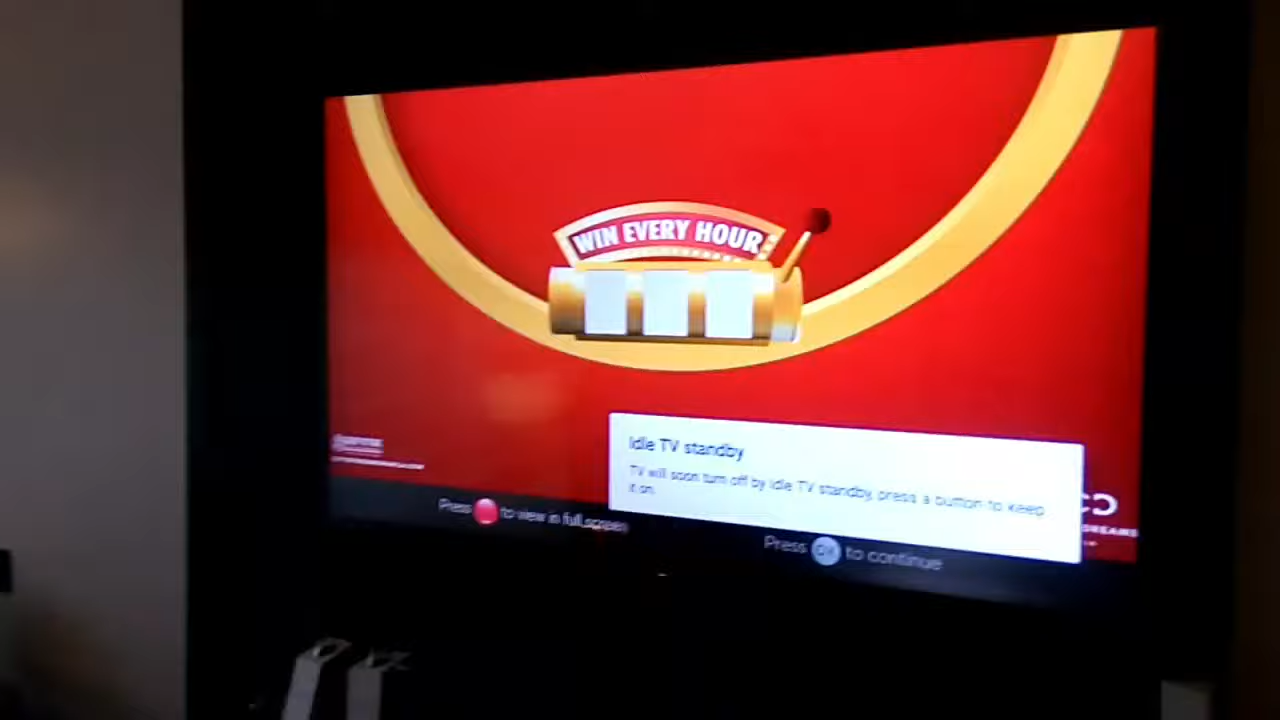 WIN EVERY HOUR
Idle TV standby
TV will soon turn off by Idle TV standby, press a button to keep
it on
Press to view in full screen
Press OK to continue
DREAMS